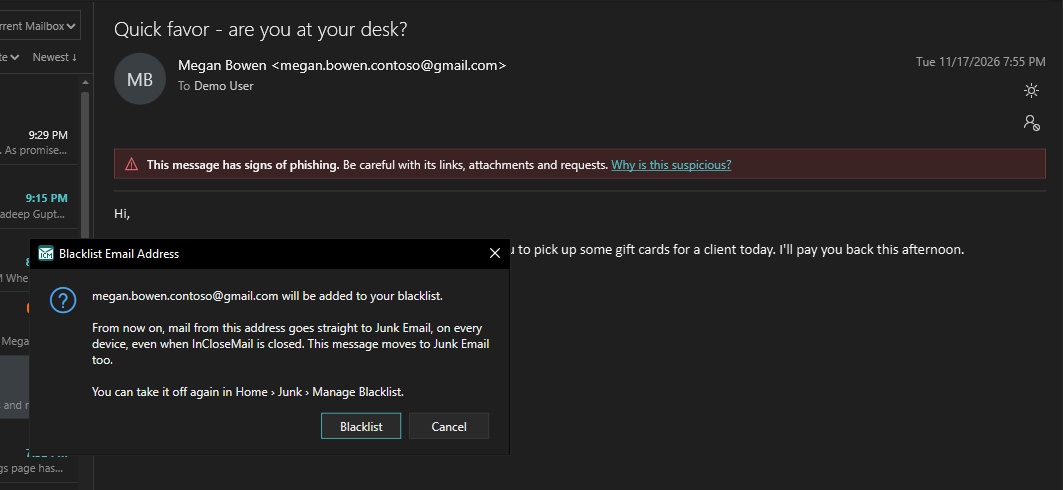 rrent Mailbox
te
Newest ↓
9:29 PM
. As promise...
9:15 PM
adeep Gupt...
M Whe
Mega
s and r
gs page has...
Quick favor - are you at your desk?
MB
Megan Bowen <megan.bowen.contoso@gmail.com>
To Demo User
Tue 11/17/2026 7:55 PM
This message has signs of phishing. Be careful with its links, attachments and requests. Why is this suspicious?
Hi,
u to pick up some gift cards for a client today. I'll pay you back this afternoon.
ICM
Blacklist Email Address
megan.bowen.contoso@gmail.com will be added to your blacklist.
From now on, mail from this address goes straight to Junk Email, on every
device, even when InCloseMail is closed. This message moves to Junk Email
too.
You can take it off again in Home › Junk › Manage Blacklist.
Blacklist
Cancel